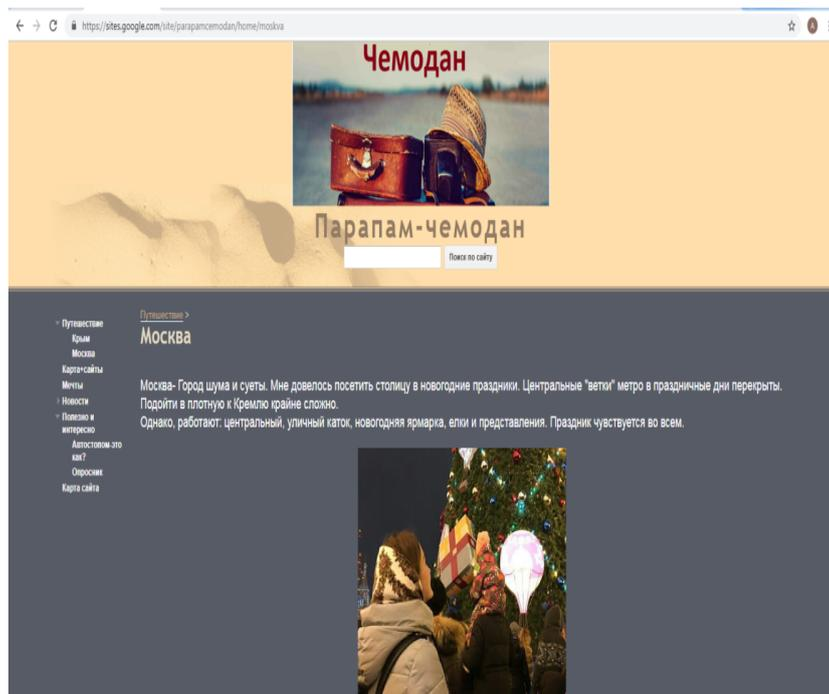 https://sites.google.com/site/parapamcemodan/home/moskva
Чемодан
Парапам-чемодан
Поиск по сайту
Путешествие
Крым
Москва
Карта+сайты
Мечты
Новости
Полезно и
интересно
Автостопом-это
как?
Опросник
Карта сайта
Путешествие >
Москва
Москва- Город шума и суеты. Мне довелось посетить столицу в новогодние праздники. Центральные "ветки" метро в праздничные дни перекрыты.
Подойти в плотную к Кремлю крайне сложно.
Однако, работают: центральный, уличный каток, новогодняя ярмарка, елки и представления. Праздник чувствуется во всем.